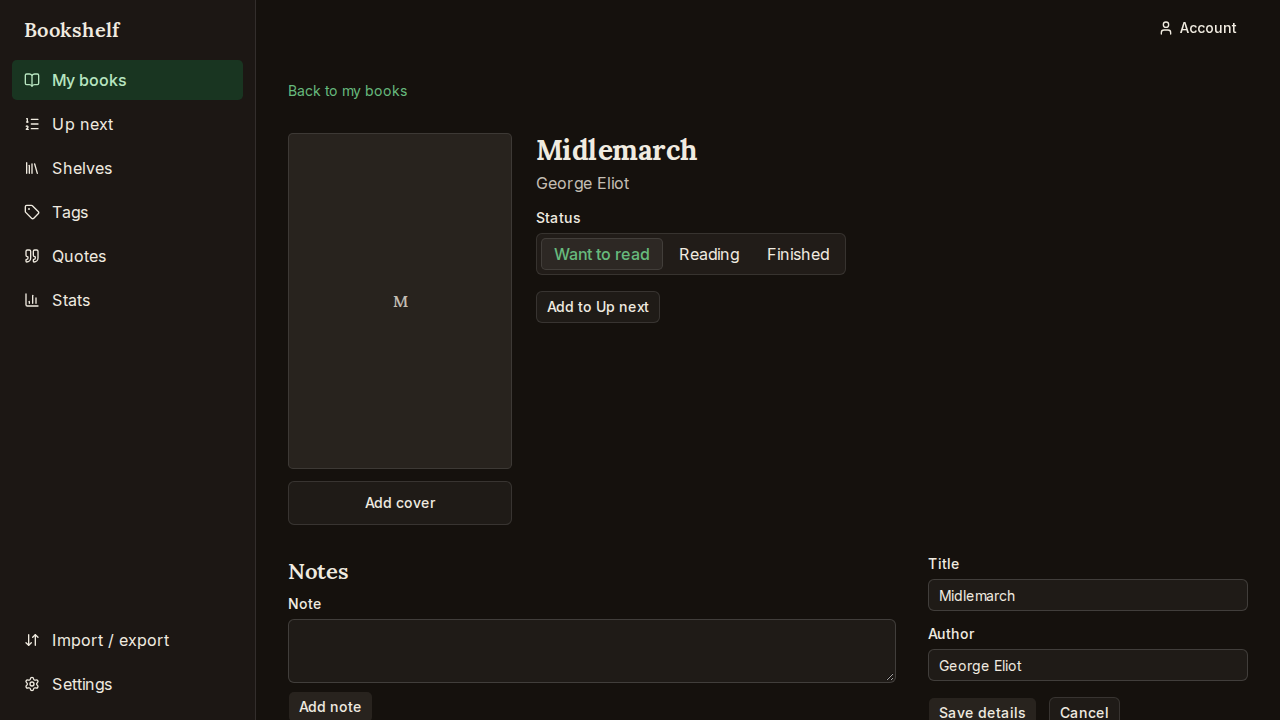 Bookshelf
My books
Up next
Shelves
Tags
Quotes
Stats
Import / export
Settings
Account
Back to my books
M
Add cover
Midlemarch
George Eliot
Status
Want to read
Reading
Finished
Add to Up next
Notes
Note
Add note
Title
Midlemarch
Author
George Eliot
Save details
Cancel